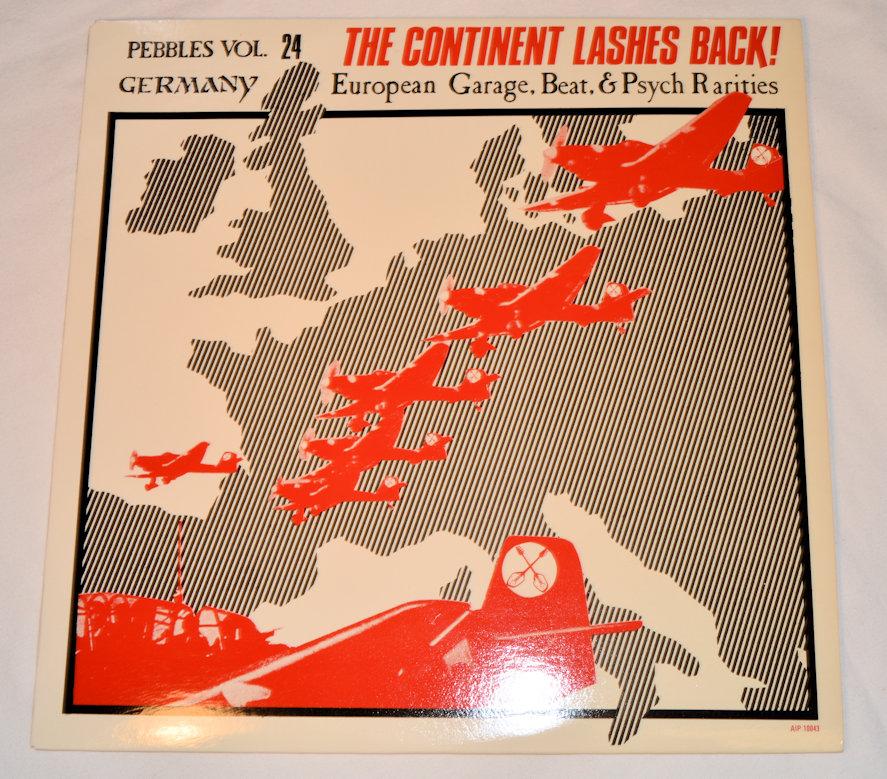 PEBBLES VOL. 24
THE CONTINENT LASHES BACK!
GERMANY
European Garage, Beat, & Psych Rarities
AIP 10043